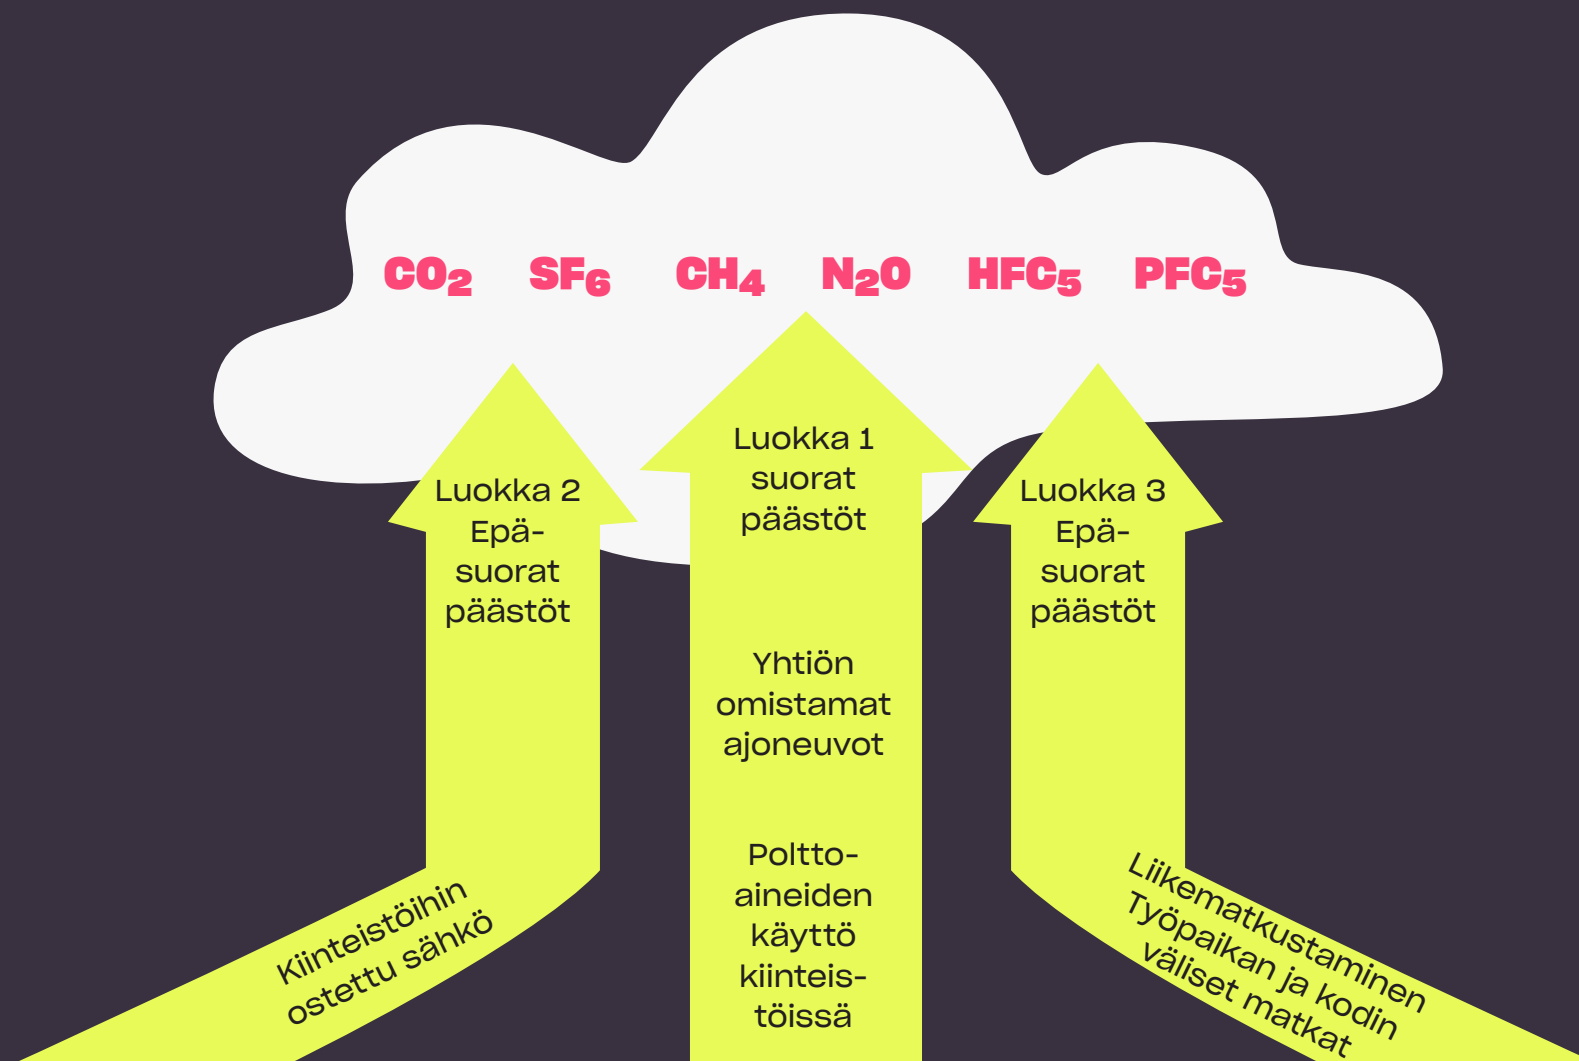 CO2 SF6 CH4 N2O HFC5 PFC5
Luokka 2
Epä-
suorat
päästöt
Kiinteistöihin
ostettu sähkö
Luokka 1
suorat
päästöt
Yhtiön
omistamat
ajoneuvot
Poltto-
aineiden
käyttö
kiinteis-
töissä
Luokka 3
Epä-
suorat
päästöt
Liikematkustaminen
Työpaikan ja kodin
väliset matkat